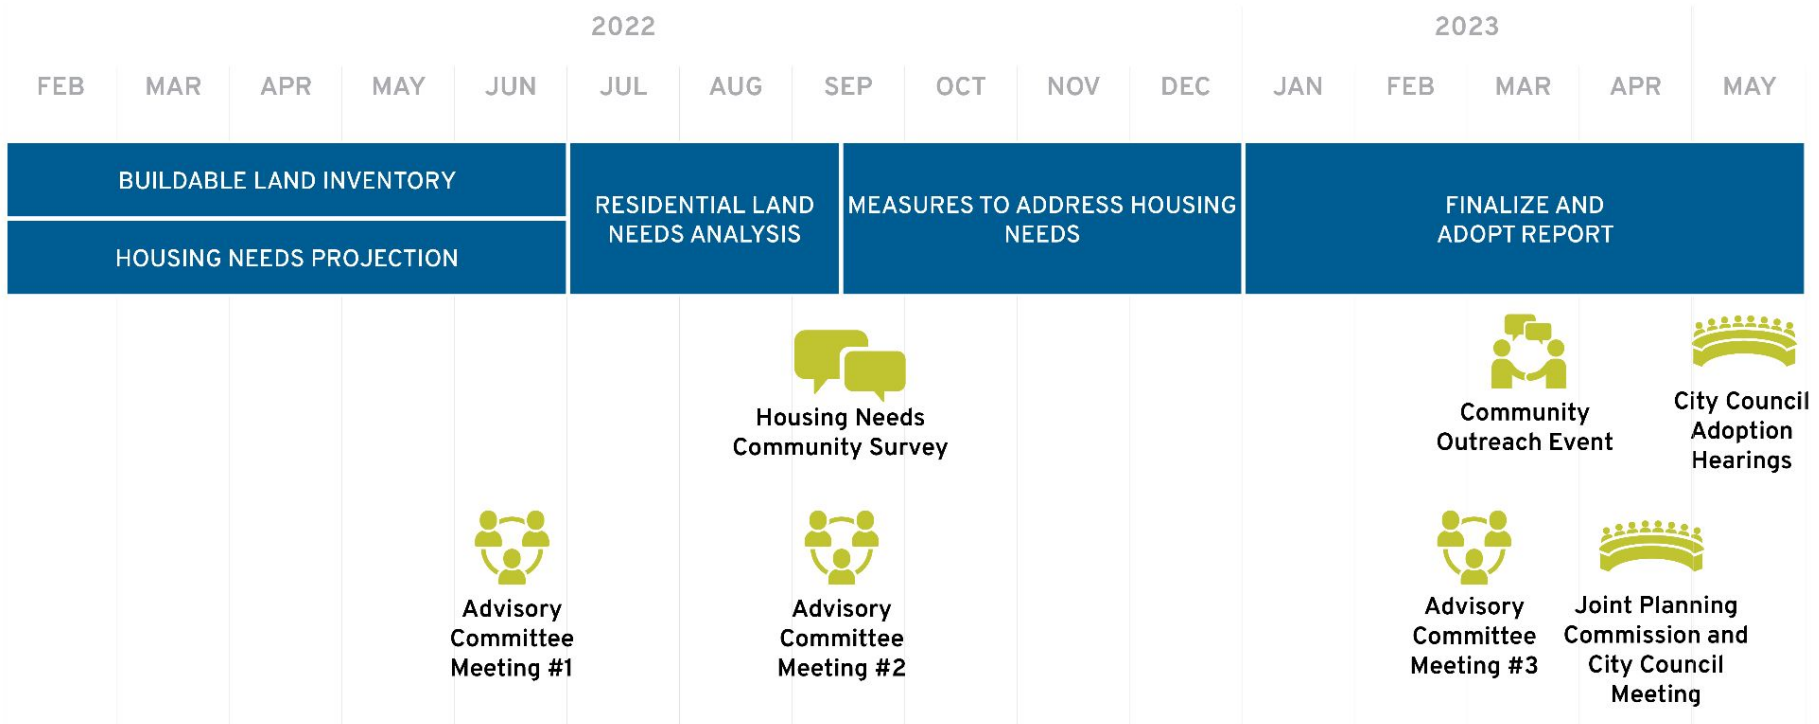 2022
2023
FEB MAR APR MAY JUN JUL AUG SEP OCT NOV DEC JAN FEB MAR APR MAY
BUILDABLE LAND INVENTORY
HOUSING NEEDS PROJECTION
RESIDENTIAL LAND
NEEDS ANALYSIS
MEASURES TO ADDRESS HOUSING
NEEDS
FINALIZE AND
ADOPT REPORT
Housing Needs
Community Survey
Community
Outreach Event
City Council
Adoption
Hearings
Advisory
Committee
Meeting #1
Advisory
Committee
Meeting #2
Advisory
Committee
Meeting #3
Joint Planning
Commission and
City Council
Meeting